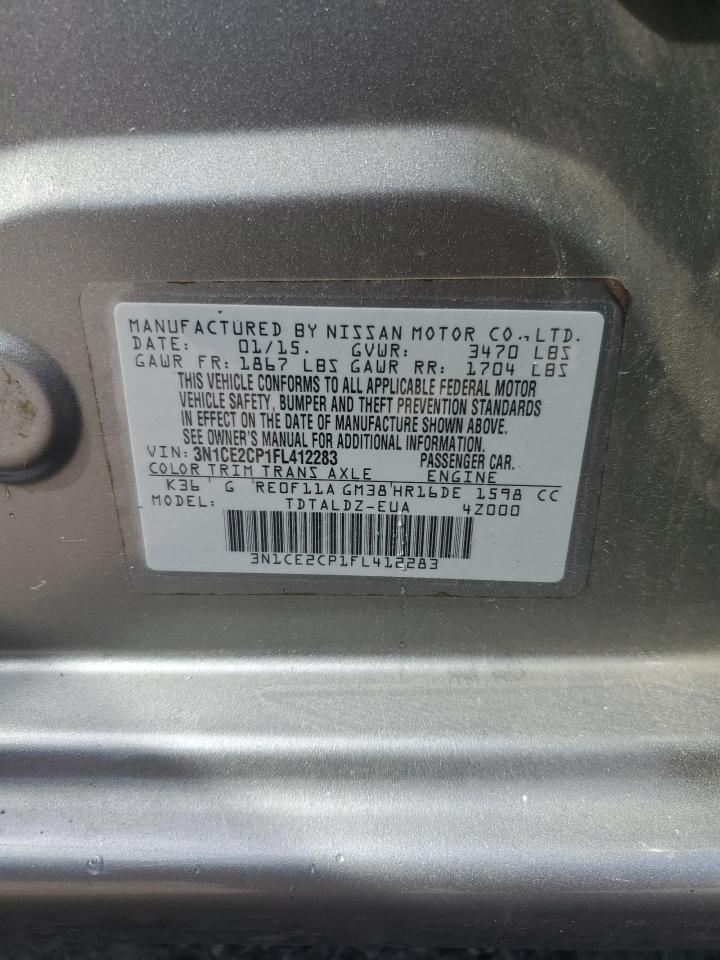 MANUFACTURED BY NISSAN MOTOR CO.,LTD.
DATE: 01/15. GVWR: 3470 LBS
GAWR FR: 1867 LBS GAWR RR: 1704 LBS
THIS VEHICLE CONFORMS TO ALL APPLICABLE FEDERAL MOTOR
VEHICLE SAFETY, BUMPER AND THEFT PREVENTION STANDARDS
IN EFFECT ON THE DATE OF MANUFACTURE SHOWN ABOVE.
SEE OWNER'S MANUAL FOR ADDITIONAL INFORMATION.
VIN: 3N1CE2CP1FL412283 PASSENGER CAR.
COLOR TRIM TRANS AXLE ENGINE
K36 G RE0F11A GM38 HR16DE 1598 CC
MODEL: TDTALDZ-EUA 4Z000
3N1CE2CP1FL412283